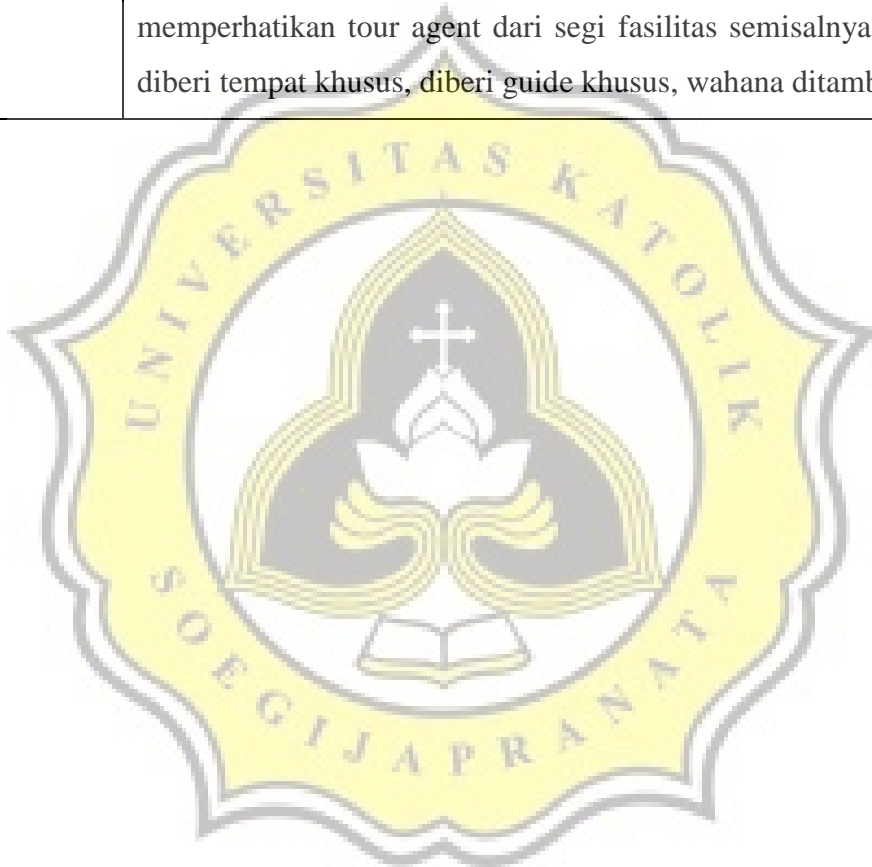 memperhatikan tour agent dari segi fasilitas semisalnya
diberi tempat khusus, diberi guide khusus, wahana ditamb
UNIVERSITAS KATOLIK
SOEGIJAPRANATA